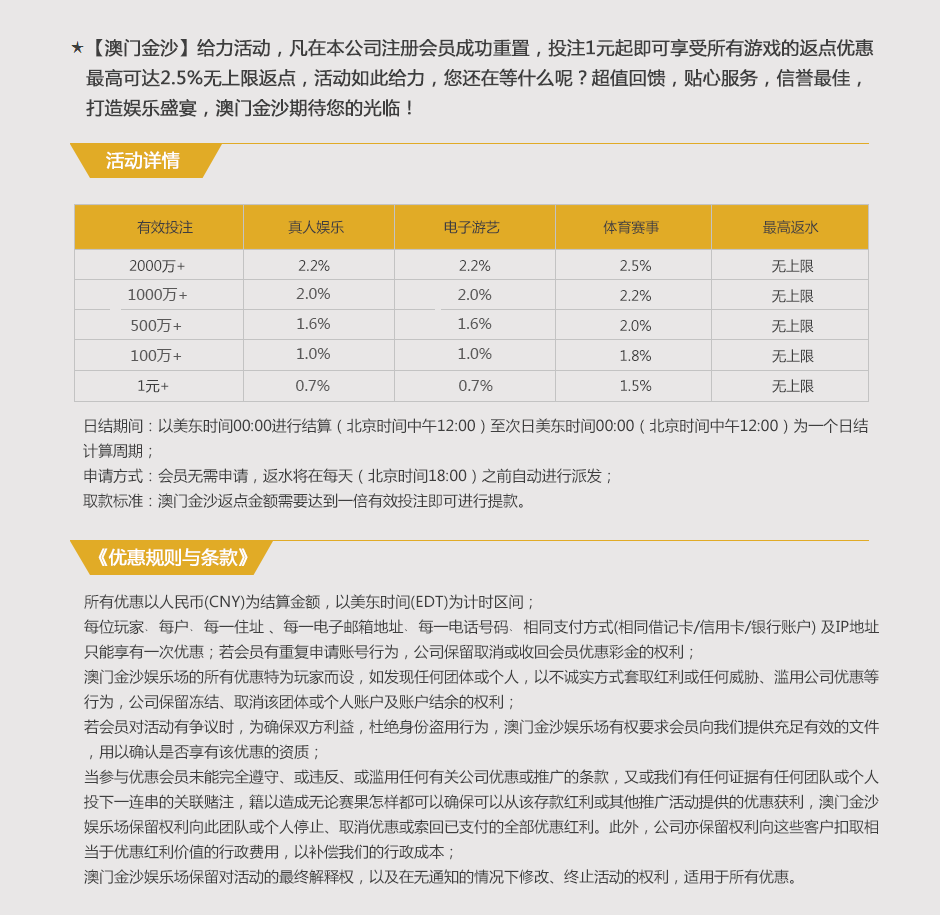 ★【澳门金沙】给力活动，凡在本公司注册会员成功重置，投注1元起即可享受所有游戏的返点优惠
最高可达2.5%无上限返点，活动如此给力，您还在等什么呢？超值回馈，贴心服务，信誉最佳，
打造娱乐盛宴，澳门金沙期待您的光临！
活动详情
有效投注 真人娱乐 电子游艺 体育赛事 最高返水
2000万+ 2.2% 2.2% 2.5% 无上限
1000万+ 2.0% 2.0% 2.2% 无上限
500万+ 1.6% 1.6% 2.0% 无上限
100万+ 1.0% 1.0% 1.8% 无上限
1元+ 0.7% 0.7% 1.5% 无上限
日结期间：以美东时间00:00进行结算（北京时间中午12:00）至次日美东时间00:00（北京时间中午12:00）为一个日结
计算周期；
申请方式：会员无需申请，返水将在每天（北京时间18:00）之前自动进行派发；
取款标准：澳门金沙返点金额需要达到一倍有效投注即可进行提款。
《优惠规则与条款》
所有优惠以人民币(CNY)为结算金额，以美东时间(EDT)为计时区间；
每位玩家、每户、每一住址 、每一电子邮箱地址、每一电话号码、相同支付方式(相同借记卡/信用卡/银行账户) 及IP地址
只能享有一次优惠；若会员有重复申请账号行为，公司保留取消或收回会员优惠彩金的权利；
澳门金沙娱乐场的所有优惠特为玩家而设，如发现任何团体或个人，以不诚实方式套取红利或任何威胁、滥用公司优惠等
行为，公司保留冻结、取消该团体或个人账户及账户结余的权利；
若会员对活动有争议时，为确保双方利益，杜绝身份盗用行为，澳门金沙娱乐场有权要求会员向我们提供充足有效的文件
，用以确认是否享有该优惠的资质；
当参与优惠会员未能完全遵守、或违反、或滥用任何有关公司优惠或推广的条款，又或我们有任何证据有任何团队或个人
投下一连串的关联赌注，籍以造成无论赛果怎样都可以确保可以从该存款红利或其他推广活动提供的优惠获利，澳门金沙
娱乐场保留权利向此团队或个人停止、取消优惠或索回已支付的全部优惠红利。此外，公司亦保留权利向这些客户扣取相
当于优惠红利价值的行政费用，以补偿我们的行政成本；
澳门金沙娱乐场保留对活动的最终解释权，以及在无通知的情况下修改、终止活动的权利，适用于所有优惠。